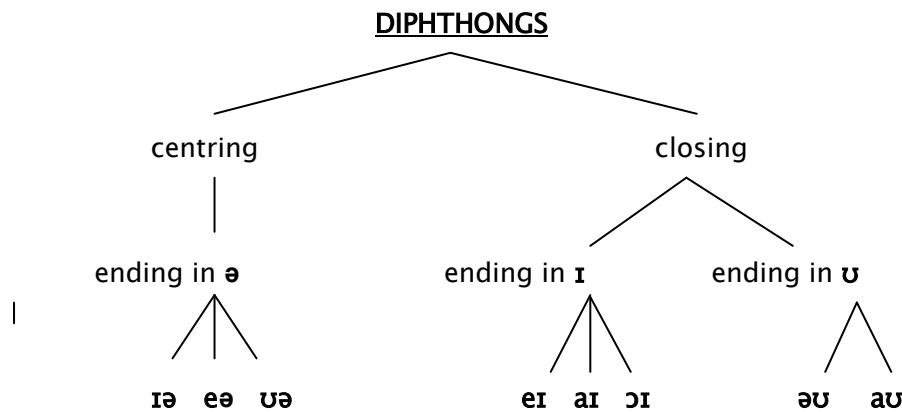 DIPHTHONGS
centring closing
ending in ə ending in ɪ ending in ʊ
ɪə eə ʊə eɪ aɪ ɔɪ əʊ aʊ